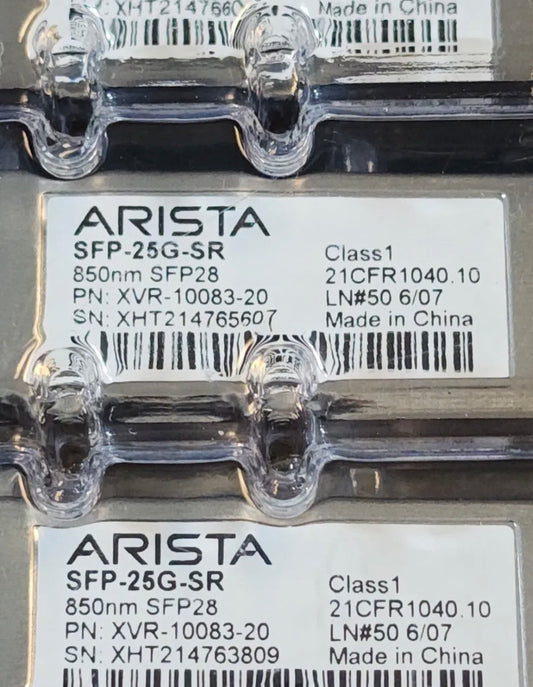 Made in China
ARISTA
SFP-25G-SR
850nm SFP28
Class1
21CFR1040.10
PN: XVR-10083-20
LN#50 6/07
SN: XHT214765607
Made in China
ARISTA
SFP-25G-SR
850nm SFP28
Class1
21CFR1040.10
PN: XVR-10083-20
LN#50 6/07
SN: XHT214763809
Made in China